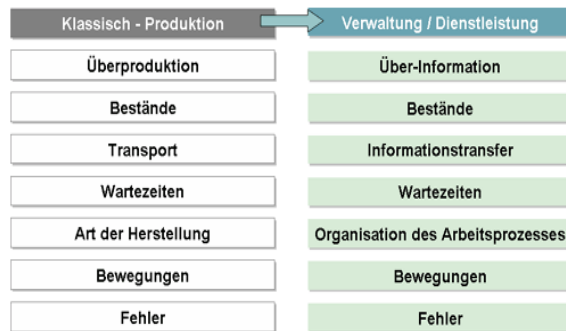 Klassisch - Produktion
Verwaltung / Dienstleistung
Überproduktion
Über-Information
Bestände
Bestände
Transport
Informationstransfer
Wartezeiten
Wartezeiten
Art der Herstellung
Organisation des Arbeitsprozesses
Bewegungen
Bewegungen
Fehler
Fehler